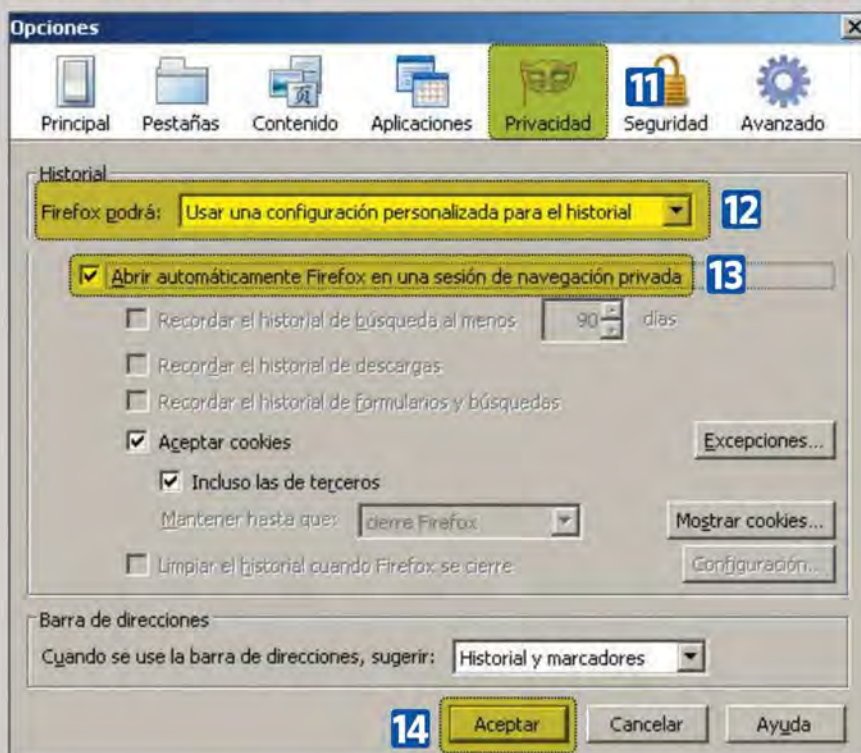 Opciones
Principal Pestañas Contenido Aplicaciones Privacidad 11 Seguridad Avanzado
Historial
Firefox podrá: Usar una configuración personalizada para el historial 12
Abrir automáticamente Firefox en una sesión de navegación privada 13
Recordar el historial de búsqueda al menos 90 días
Recordar el historial de descargas
Recordar el historial de formularios y búsquedas
Aceptar cookies Excepciones...
Incluso las de terceros
Mantener hasta que: cierre Firefox Mostrar cookies...
Limpiar el historial cuando Firefox se cierre Configuración...
Barra de direcciones
Cuando se use la barra de direcciones, sugerir: Historial y marcadores
14 Aceptar Cancelar Ayuda